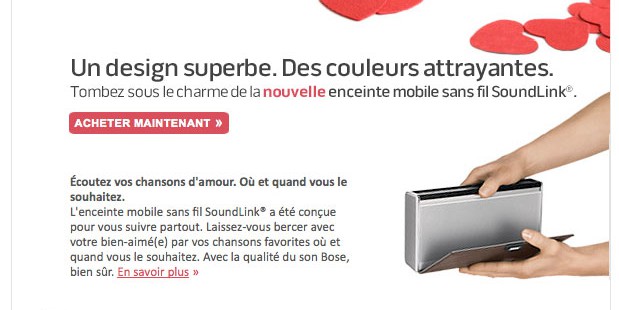 Un design superbe. Des couleurs attrayantes.
Tombez sous le charme de la nouvelle enceinte mobile sans fil SoundLink®.
ACHETER MAINTENANT »
Écoutez vos chansons d'amour. Où et quand vous le
souhaitez.
L'enceinte mobile sans fil SoundLink® a été conçue
pour vous suivre partout. Laissez-vous bercer avec
votre bien-aimé(e) par vos chansons favorites où et
quand vous le souhaitez. Avec la qualité du son Bose,
bien sûr. En savoir plus »